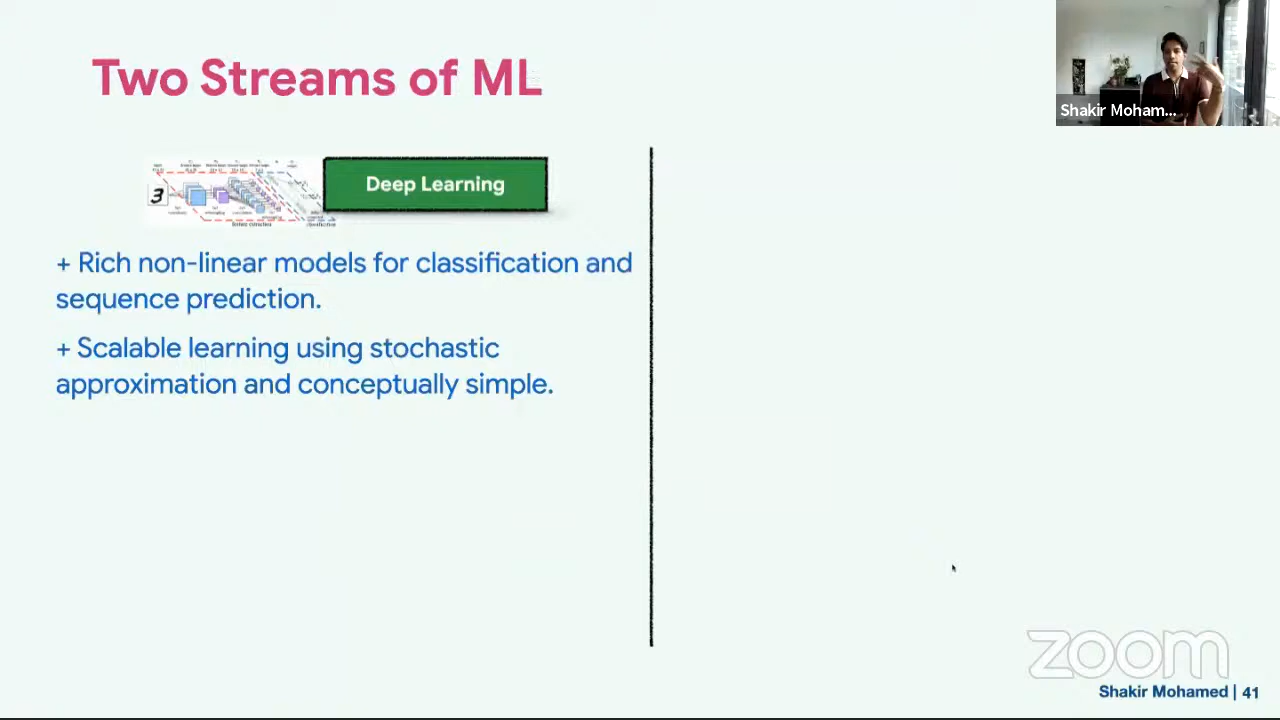 Two Streams of ML
Shakir Moham...
3
Deep Learning
+ Rich non-linear models for classification and
sequence prediction.
+ Scalable learning using stochastic
approximation and conceptually simple.
zoom
Shakir Mohamed | 41